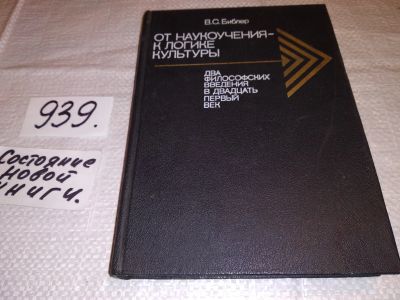 В.С. Библер
ОТ НАУКОУЧЕНИЯ-
К ЛОГИКЕ
КУЛЬТУРЫ
ДВА
ФИЛОСОФСКИХ
ВВЕДЕНИЯ
В ДВАДЦАТЬ
ПЕРВЫЙ
ВЕК
939.
Состояние
новой
книги.